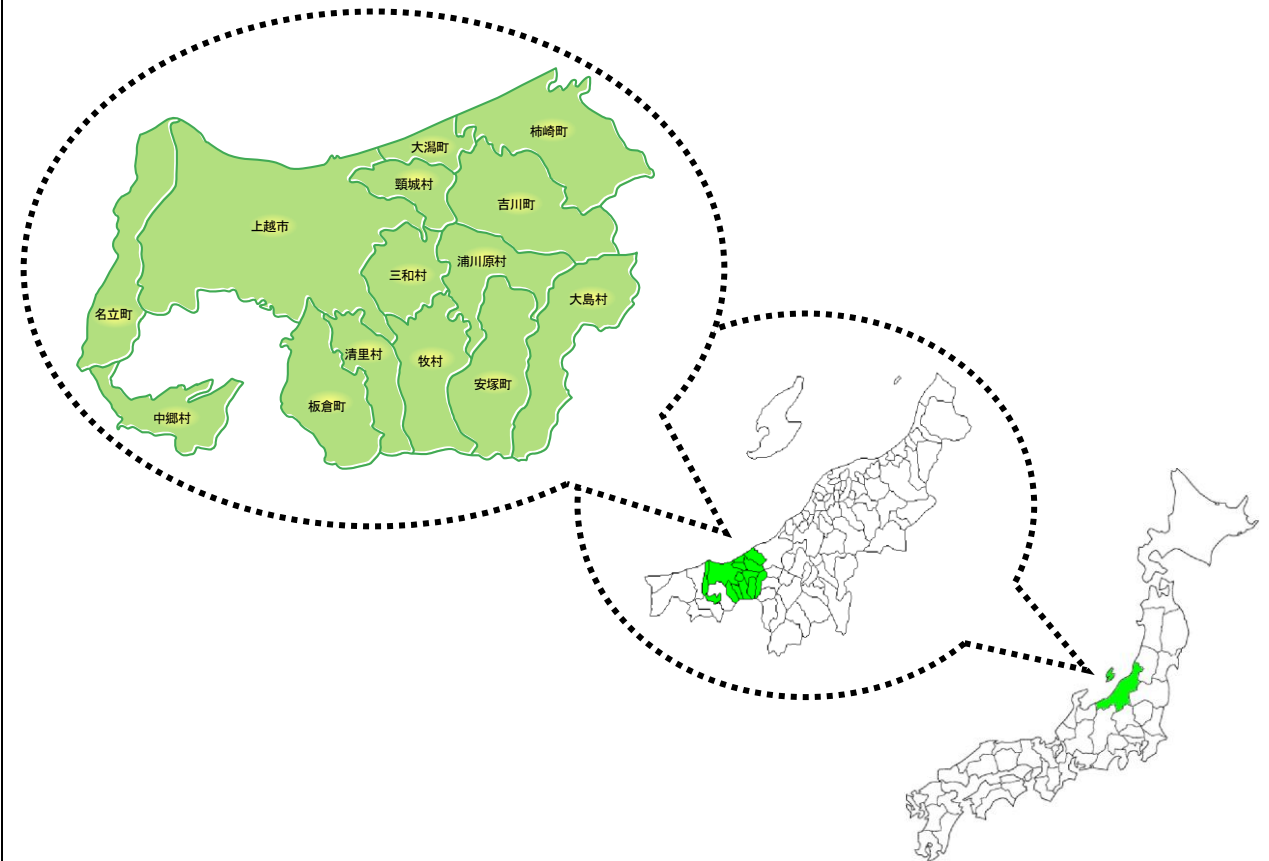 柿崎町
大潟町
頸城村
吉川町
上越市
浦川原村
三和村
大島村
名立町
清里村
牧村
安塚町
板倉町
中郷村